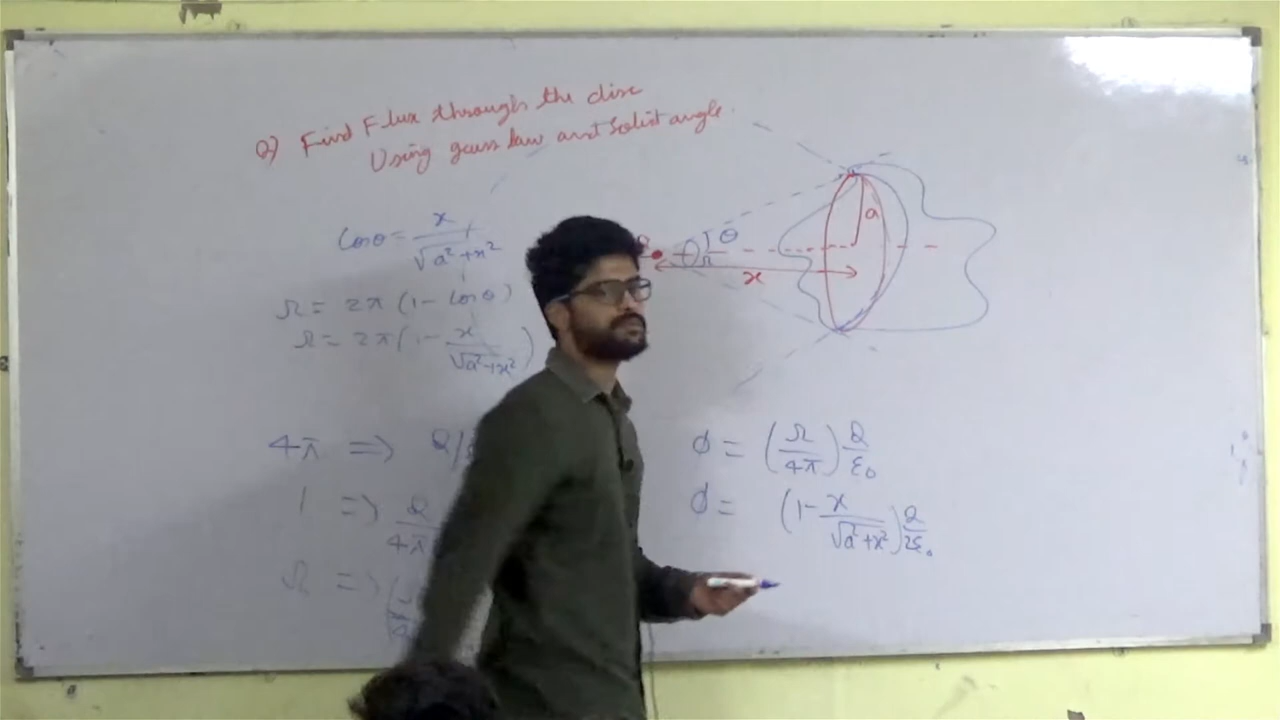 Q) Find Flux through the disc
Using gauss law and Solid angle.
Cosθ = x/√a²+x²
Ω = 2π (1 - Cosθ)
Ω = 2π (1 - x/√a²+x²)
4π => Q/
1 => Q/4π
Ω =>
θ
Ω
a
x
ϕ = (Ω/4π) Q/ε₀
ϕ = (1 - x/√a²+x²) Q/2ε₀